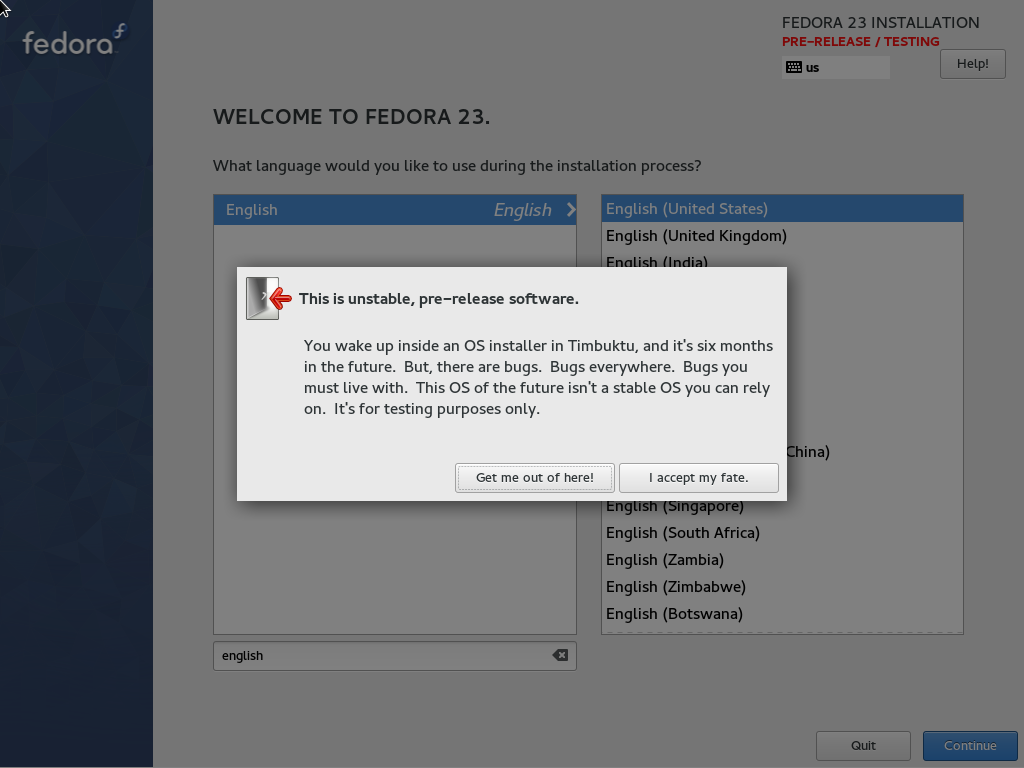 fedora
FEDORA 23 INSTALLATION
PRE-RELEASE / TESTING
us
Help!
WELCOME TO FEDORA 23.
What language would you like to use during the installation process?
English English
English (United States)
English (United Kingdom)
English (India)
This is unstable, pre-release software.
You wake up inside an OS installer in Timbuktu, and it's six months
in the future. But, there are bugs. Bugs everywhere. Bugs you
must live with. This OS of the future isn't a stable OS you can rely
on. It's for testing purposes only.
China)
Get me out of here!
I accept my fate.
English (Singapore)
English (South Africa)
English (Zambia)
English (Zimbabwe)
English (Botswana)
english
Quit
Continue